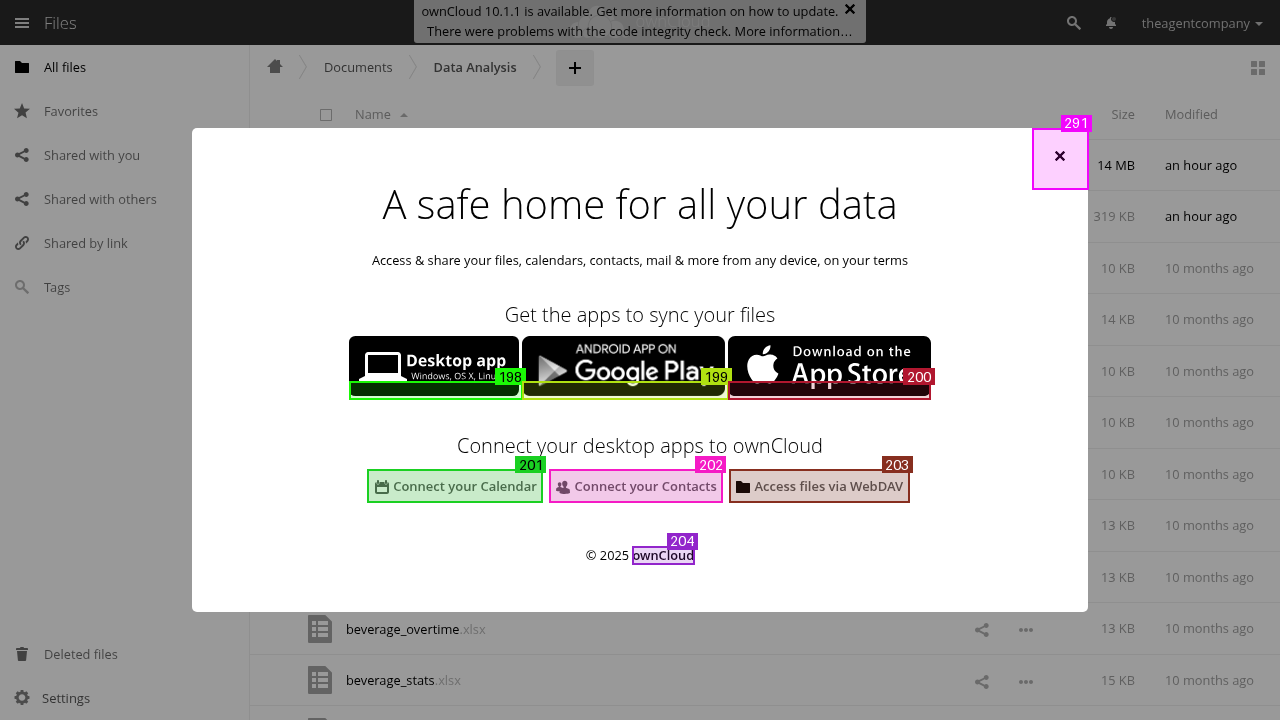 Files
ownCloud 10.1.1 is available. Get more information on how to update.
There were problems with the code integrity check. More information…
theagentcompany
All files
Favorites
Shared with you
Shared with others
Shared by link
Tags
Deleted files
Settings
Documents
Data Analysis
Name
Size
Modified
14 MB
an hour ago
319 KB
an hour ago
10 KB
10 months ago
14 KB
10 months ago
10 KB
10 months ago
10 KB
10 months ago
10 KB
10 months ago
13 KB
10 months ago
13 KB
10 months ago
291
A safe home for all your data
Access & share your files, calendars, contacts, mail & more from any device, on your terms
Get the apps to sync your files
Desktop app
Windows, OS X,
198
ANDROID APP ON
Google Play
199
Download on the
App Store
200
Connect your desktop apps to ownCloud
201
Connect your Calendar
202
Connect your Contacts
203
Access files via WebDAV
204
© 2025 ownCloud
beverage_overtime.xlsx
13 KB
10 months ago
beverage_stats.xlsx
15 KB
10 months ago